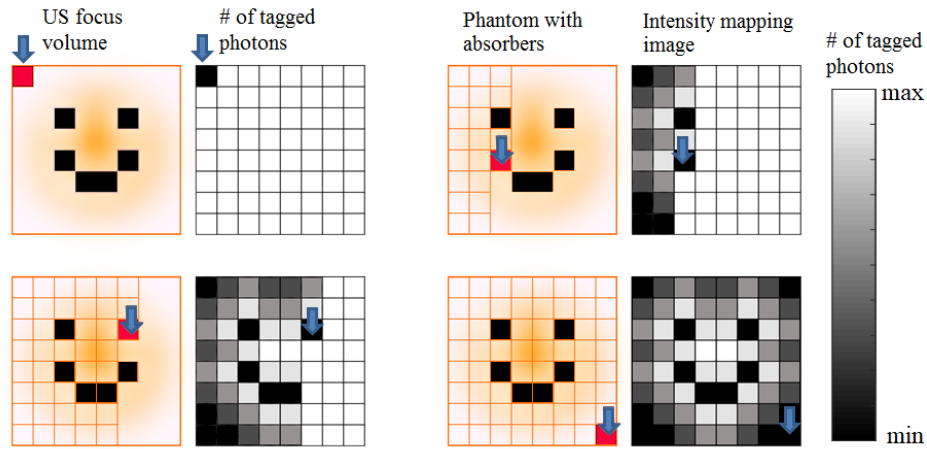 US focus
volume
# of tagged
photons
Phantom with
absorbers
Intensity mapping
image
# of tagged
photons
max
min